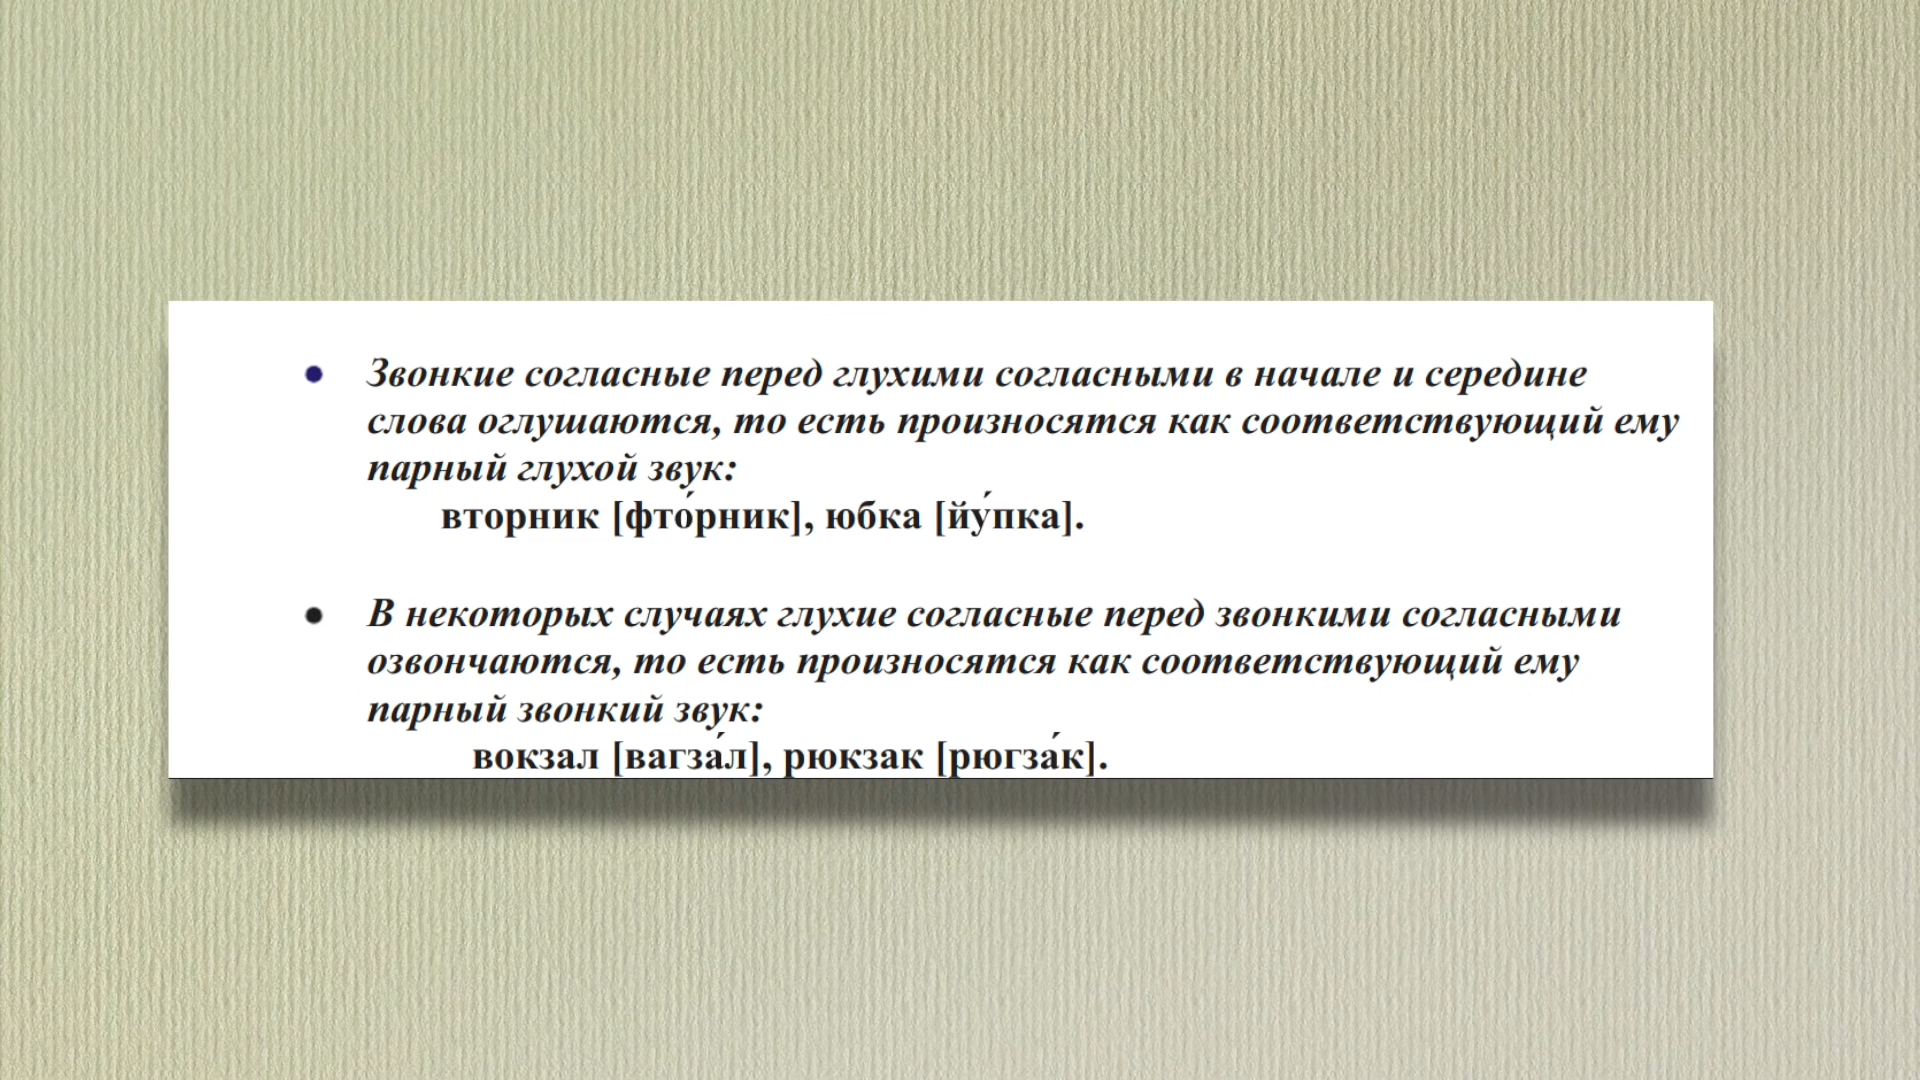 • Звонкие согласные перед глухими согласными в начале и середине
слова оглушаются, то есть произносятся как соответствующий ему
парный глухой звук:
вторник [фто́рник], юбка [йу́пка].
• В некоторых случаях глухие согласные перед звонкими согласными
озвончаются, то есть произносятся как соответствующий ему
парный звонкий звук:
вокзал [вагза́л], рюкзак [рюгза́к].